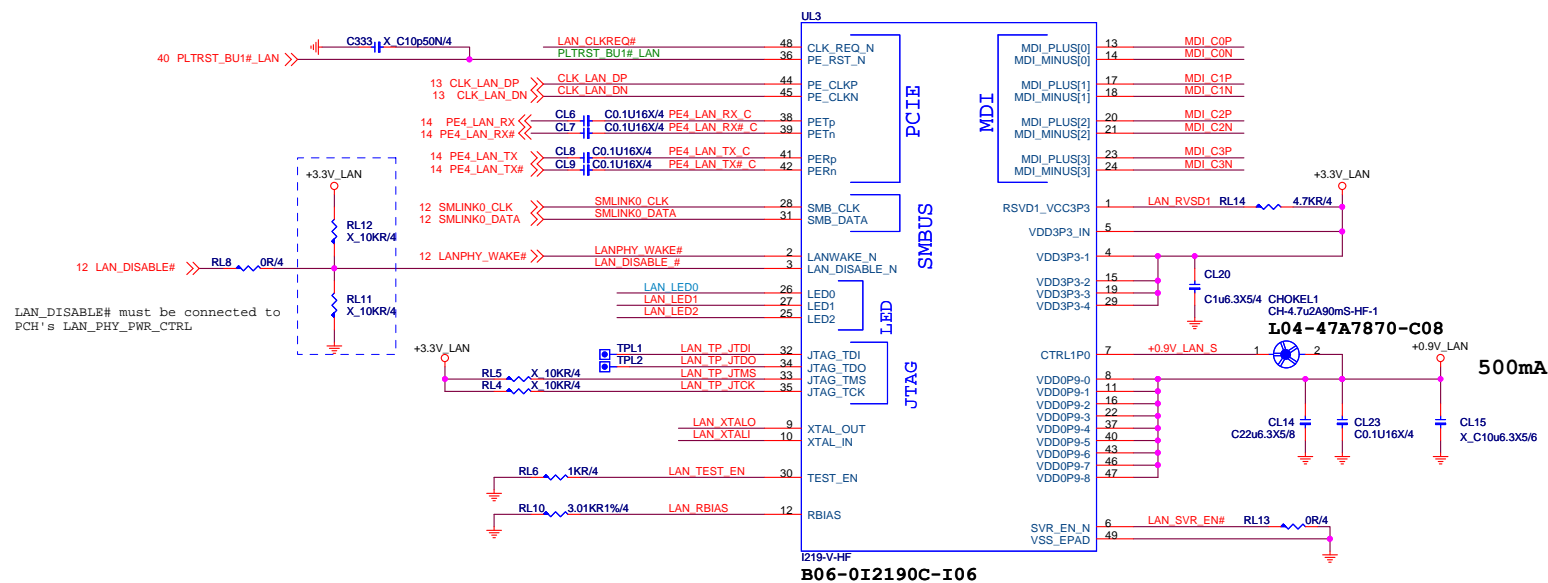 UL3
C333 X_C10p50N/4
40 PLTRST_BU1#_LAN
LAN_CLKREQ# 48 CLK_REQ_N
PLTRST_BU1#_LAN 36 PE_RST_N
13 CLK_LAN_DP CLK_LAN_DP 44 PE_CLKP
13 CLK_LAN_DN CLK_LAN_DN 45 PE_CLKN
14 PE4_LAN_RX CL6 C0.1U16X/4 PE4_LAN_RX_C 38 PETp
14 PE4_LAN_RX# CL7 C0.1U16X/4 PE4_LAN_RX#_C 39 PETn
14 PE4_LAN_TX CL8 C0.1U16X/4 PE4_LAN_TX_C 41 PERp
14 PE4_LAN_TX# CL9 C0.1U16X/4 PE4_LAN_TX#_C 42 PERn
PCIE
+3.3V_LAN
12 SMLINK0_CLK SMLINK0_CLK 28 SMB_CLK
12 SMLINK0_DATA SMLINK0_DATA 31 SMB_DATA
SMBUS
RL12
X_10KR/4
12 LANPHY_WAKE# LANPHY_WAKE# 2 LANWAKE_N
12 LAN_DISABLE# RL8 0R/4 LAN_DISABLE_# 3 LAN_DISABLE_N
RL11
X_10KR/4
LAN_DISABLE# must be connected to
PCH's LAN_PHY_PWR_CTRL
LAN_LED0 26 LED0
LAN_LED1 27 LED1
LAN_LED2 25 LED2
LED
+3.3V_LAN
TPL1 LAN_TP_JTDI 32 JTAG_TDI
TPL2 LAN_TP_JTDO 34 JTAG_TDO
RL5 X_10KR/4 LAN_TP_JTMS 33 JTAG_TMS
RL4 X_10KR/4 LAN_TP_JTCK 35 JTAG_TCK
JTAG
LAN_XTALO 9 XTAL_OUT
LAN_XTALI 10 XTAL_IN
RL6 1KR/4 LAN_TEST_EN 30 TEST_EN
RL10 3.01KR1%/4 LAN_RBIAS 12 RBIAS
MDI
MDI_PLUS[0] 13 MDI_C0P
MDI_MINUS[0] 14 MDI_C0N
MDI_PLUS[1] 17 MDI_C1P
MDI_MINUS[1] 18 MDI_C1N
MDI_PLUS[2] 20 MDI_C2P
MDI_MINUS[2] 21 MDI_C2N
MDI_PLUS[3] 23 MDI_C3P
MDI_MINUS[3] 24 MDI_C3N
+3.3V_LAN
RSVD1_VCC3P3 1 LAN_RVSD1 RL14 4.7KR/4
VDD3P3_IN 5
VDD3P3-1 4
VDD3P3-2 15
VDD3P3-3 19
VDD3P3-4 29
CL20
C1u6.3X5/4
CHOKEL1
CH-4.7u2A90mS-HF-1
L04-47A7870-C08
CTRL1P0 7 +0.9V_LAN_S 1 2
+0.9V_LAN
500mA
VDD0P9-0 8
VDD0P9-1 11
VDD0P9-2 16
VDD0P9-3 22
VDD0P9-4 37
VDD0P9-5 40
VDD0P9-6 43
VDD0P9-7 46
VDD0P9-8 47
CL14
C22u6.3X5/8
CL23
C0.1U16X/4
CL15
X_C10u6.3X5/6
SVR_EN_N 6 LAN_SVR_EN# RL13 0R/4
VSS_EPAD 49
I219-V-HF
B06-0I2190C-I06